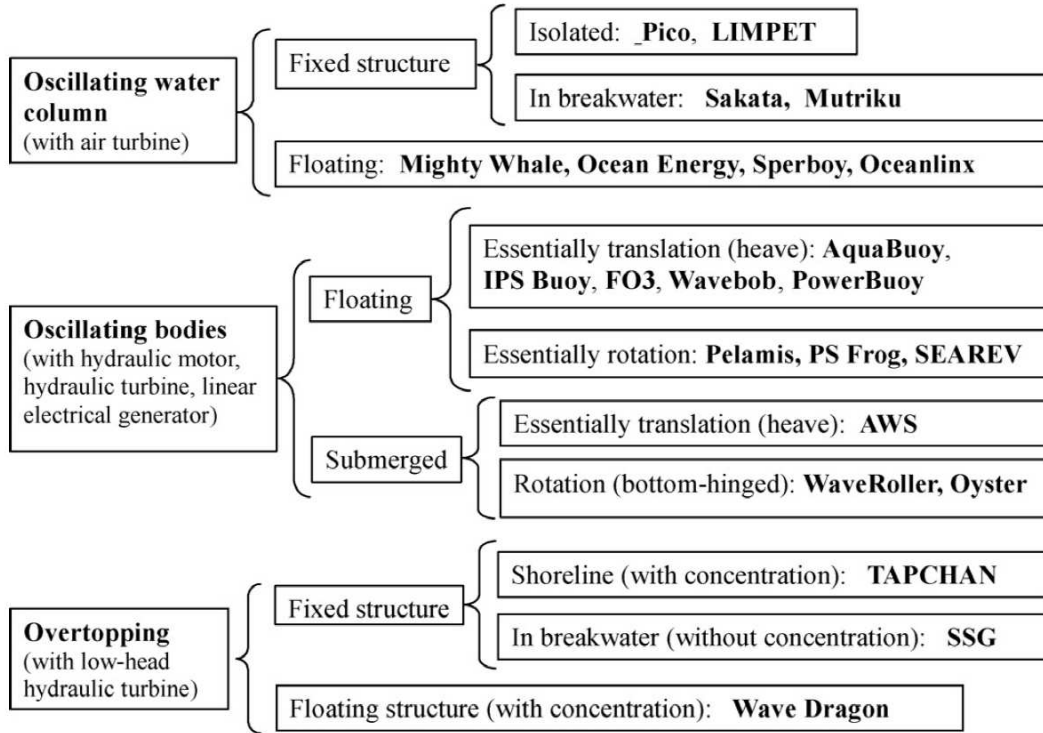 Oscillating water
column
(with air turbine)
Fixed structure
Isolated: _Pico, LIMPET
In breakwater: Sakata, Mutriku
Floating: Mighty Whale, Ocean Energy, Sperboy, Oceanlinx
Oscillating bodies
(with hydraulic motor,
hydraulic turbine, linear
electrical generator)
Floating
Essentially translation (heave): AquaBuoy,
IPS Buoy, FO3, Wavebob, PowerBuoy
Essentially rotation: Pelamis, PS Frog, SEAREV
Submerged
Essentially translation (heave): AWS
Rotation (bottom-hinged): WaveRoller, Oyster
Overtopping
(with low-head
hydraulic turbine)
Fixed structure
Shoreline (with concentration): TAPCHAN
In breakwater (without concentration): SSG
Floating structure (with concentration): Wave Dragon